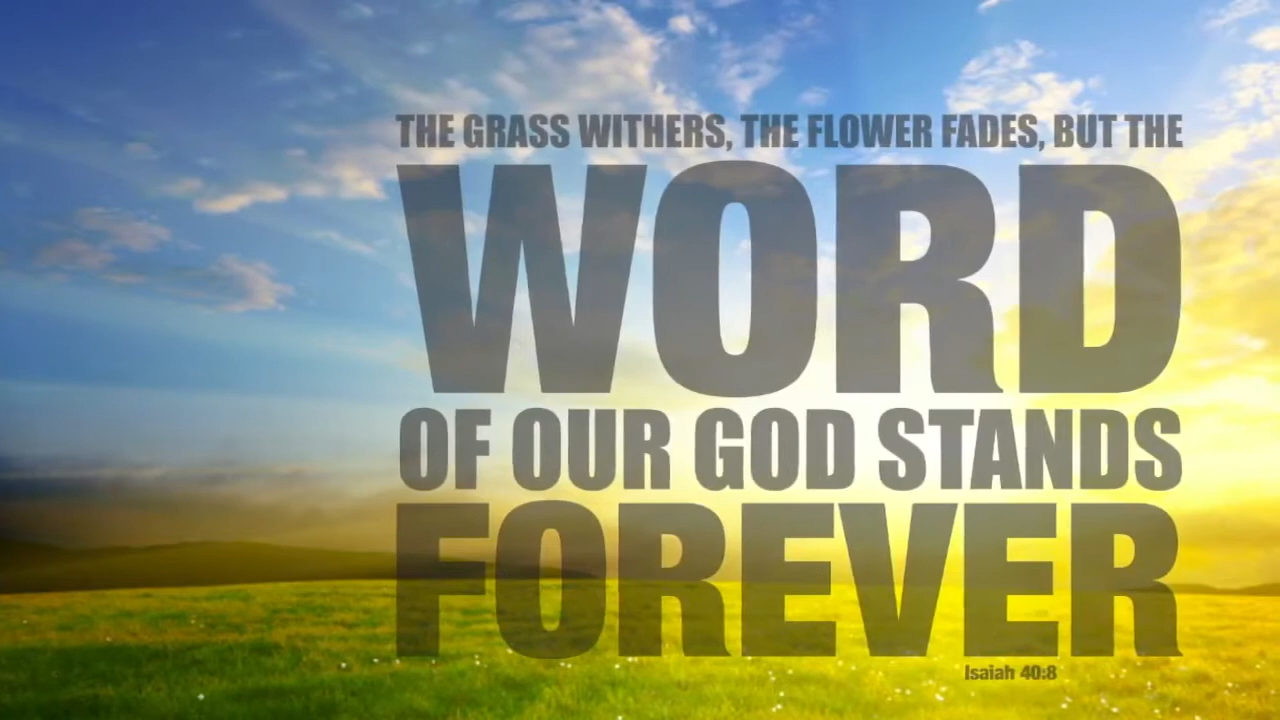 THE GRASS WITHERS, THE FLOWER FADES, BUT THE
WORD
OF OUR GOD STANDS
FOREVER
Isaiah 40:8